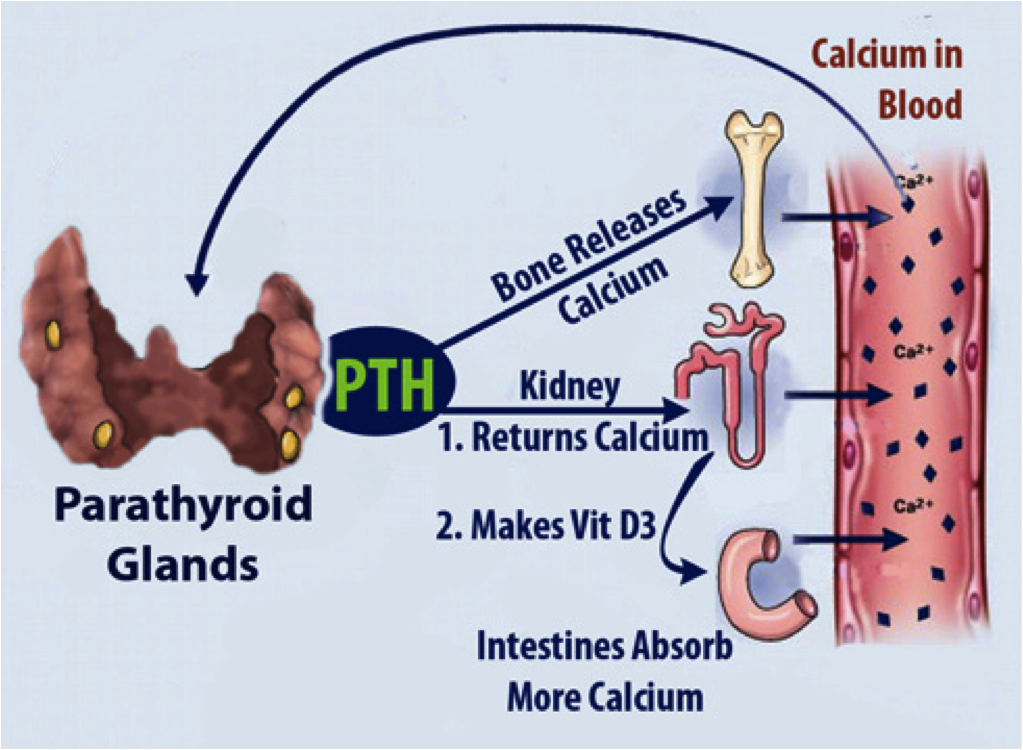 Calcium in
Blood
Ca2+
Bone Releases
Calcium
Ca2+
PTH
Kidney
1. Returns Calcium
Parathyroid
Glands
2. Makes Vit D3
Ca2+
Intestines Absorb
More Calcium